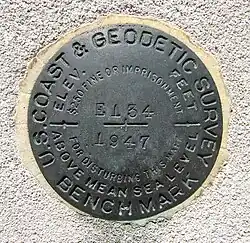 U.S. COAST & GEODETIC SURVEY
BENCH MARK
ELEV. FEET
ABOVE MEAN SEA LEVEL
$250 FINE OR IMPRISONMENT
FOR DISTURBING THIS MARK
E134
1947